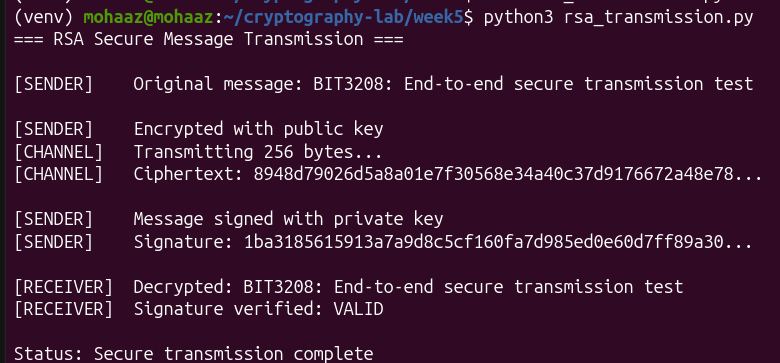 (venv) mohaaz@mohaaz:~/cryptography-lab/week5$ python3 rsa_transmission.py
=== RSA Secure Message Transmission ===
[SENDER] Original message: BIT3208: End-to-end secure transmission test
[SENDER] Encrypted with public key
[CHANNEL] Transmitting 256 bytes...
[CHANNEL] Ciphertext: 8948d79026d5a8a01e7f30568e34a40c37d9176672a48e78...
[SENDER] Message signed with private key
[SENDER] Signature: 1ba3185615913a7a9d8c5cf160fa7d985ed0e60d7ff89a30...
[RECEIVER] Decrypted: BIT3208: End-to-end secure transmission test
[RECEIVER] Signature verified: VALID
Status: Secure transmission complete